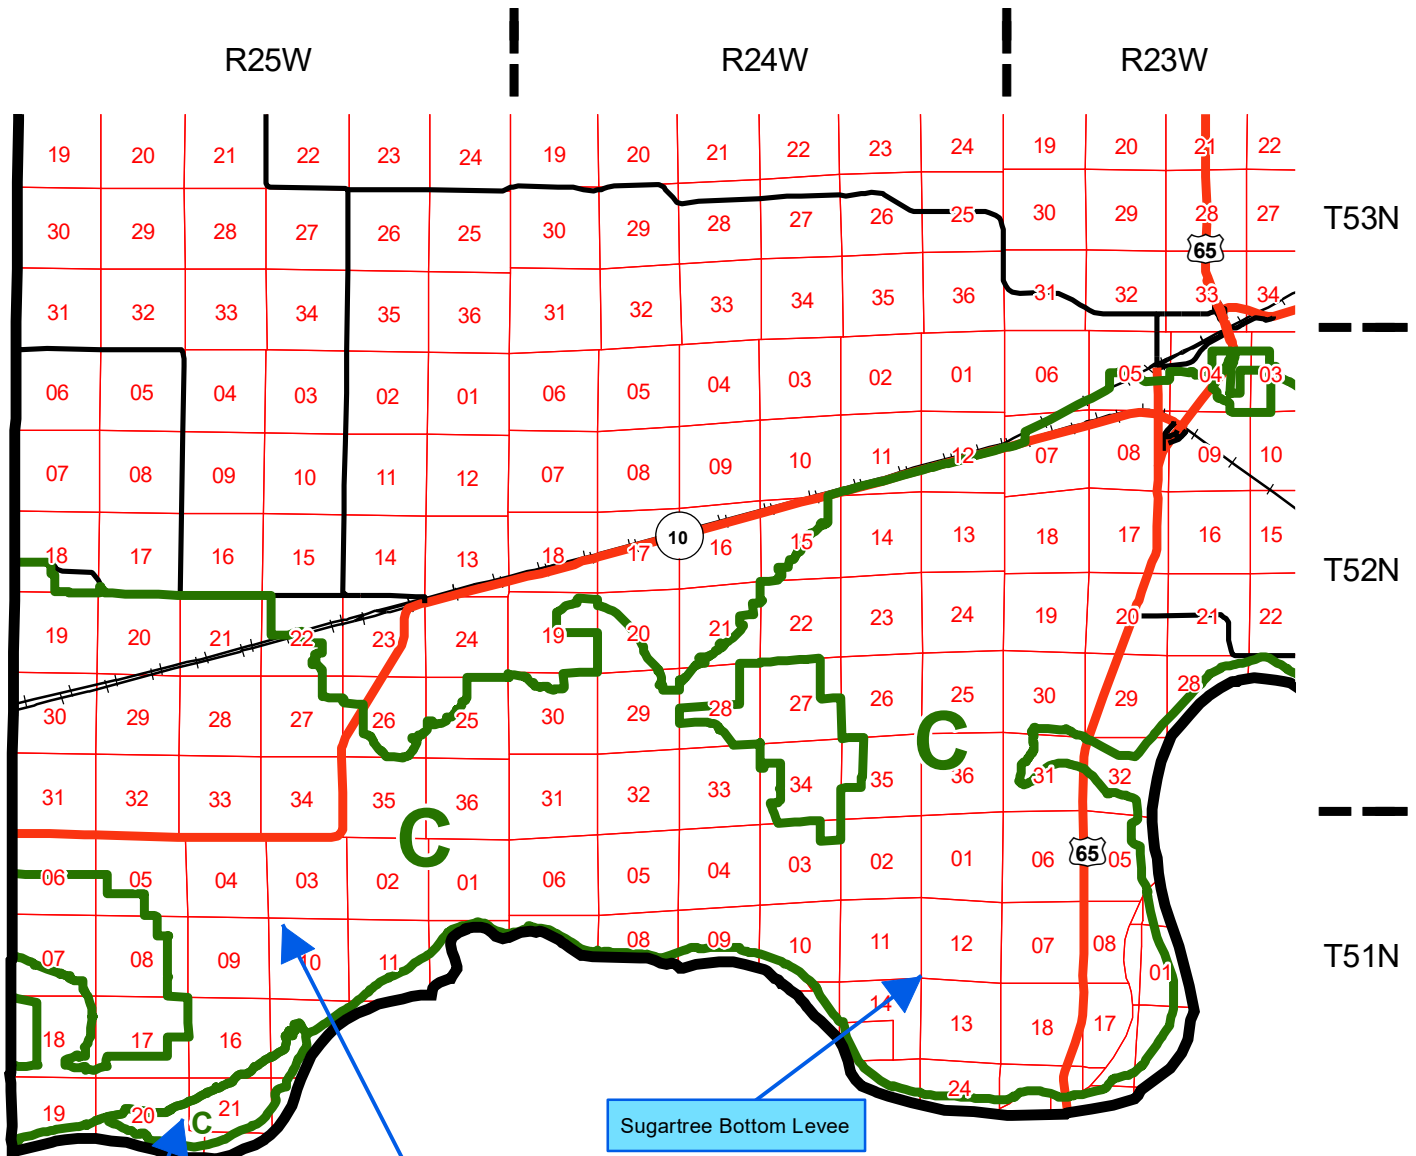 R25W R24W R23W
19 20 21 22 23 24 19 20 21 22 23 24 19 20 21 22
30 29 28 27 26 25 30 29 28 27 26 25 30 29 28 27
T53N
65
31 32 33 34 35 36 31 32 33 34 35 36 31 32 33 34
06 05 04 03 02 01 06 05 04 03 02 01 06 05 04 03
07 08 09 10 11 12 07 08 09 10 11 12 07 08 09 10
18 17 16 15 14 13 18 17 10 16 15 14 13 18 17 16 15
T52N
19 20 21 22 23 24 19 20 21 22 23 24 19 20 21 22
30 29 28 27 26 25 30 29 28 27 26 25 30 29 28
C
31 32 33 34 35 36 31 32 33 34 35 36 31 32
C
06 05 04 03 02 01 06 05 04 03 02 01 06 65 05
07 08 09 10 11 08 09 10 11 12 07 08 01
T51N
18 17 16 14 13 18 17
19 20 C 21 24
Sugartree Bottom Levee